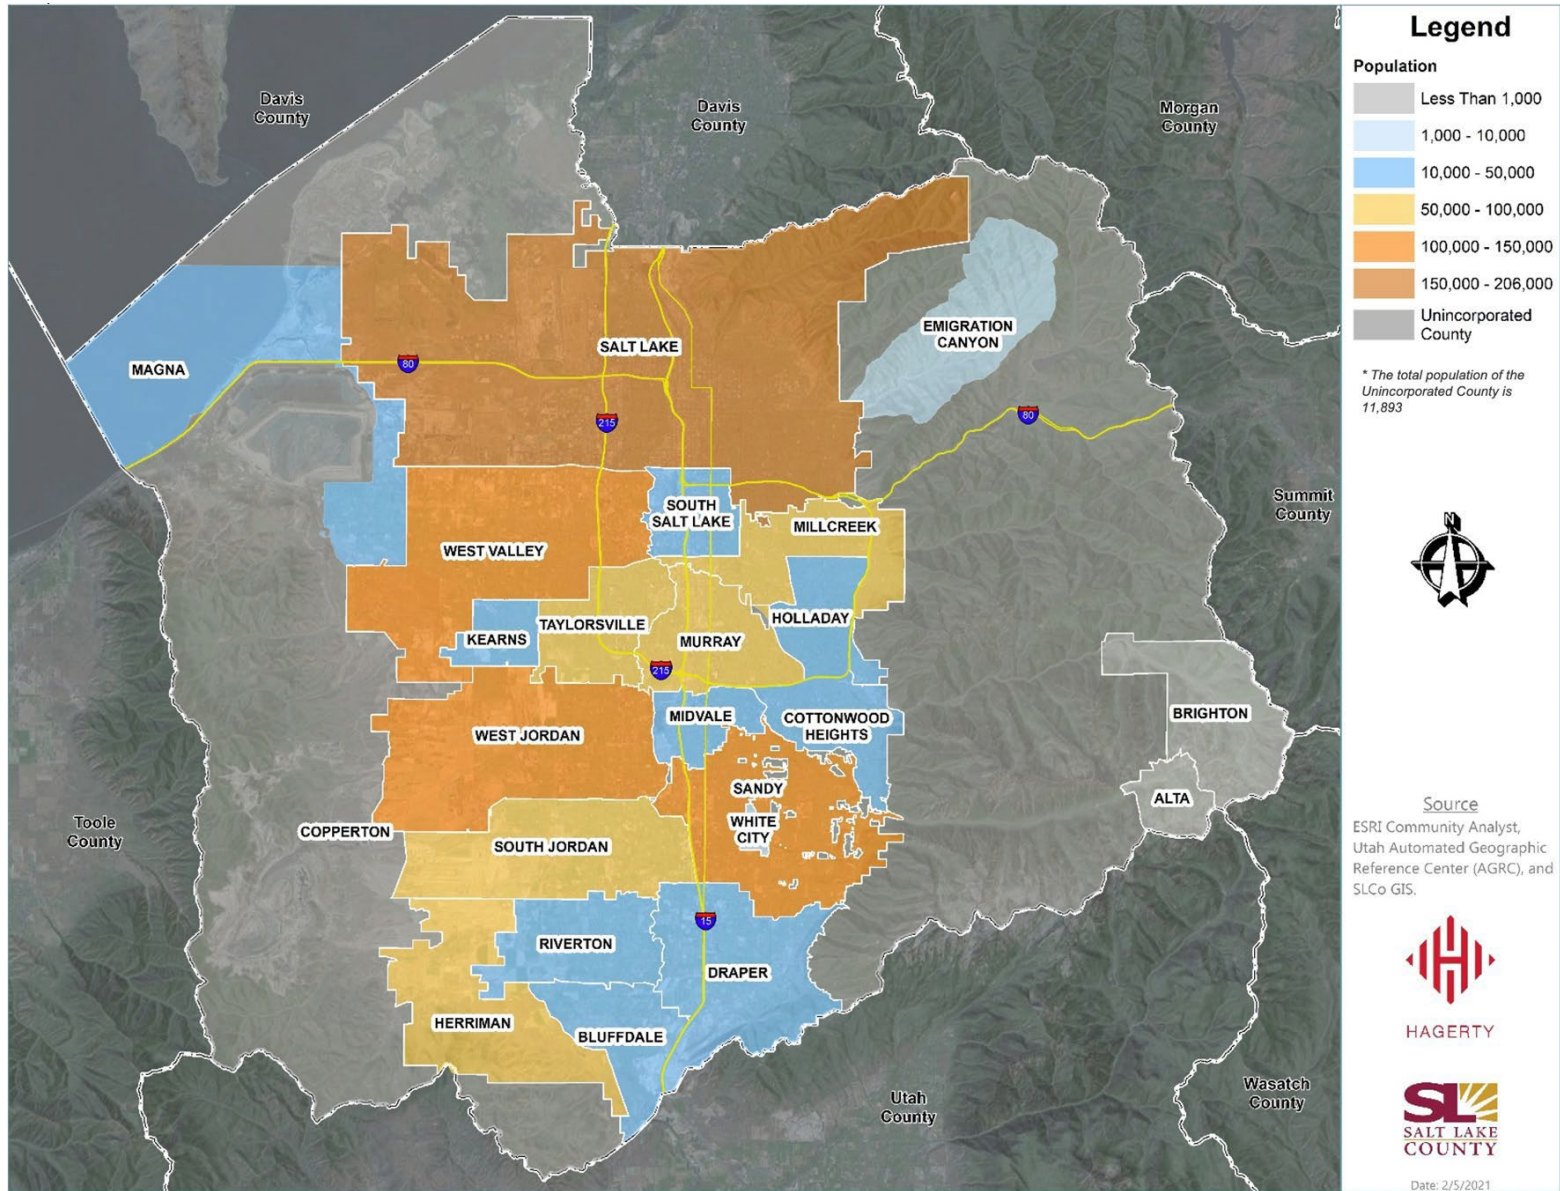 Davis
County
Davis
County
Morgan
County
MAGNA
80
SALT LAKE
EMIGRATION
CANYON
215
80
SOUTH
SALT LAKE
MILLCREEK
WEST VALLEY
Summit
County
KEARNS
TAYLORSVILLE
MURRAY
HOLLADAY
215
WEST JORDAN
MIDVALE
COTTONWOOD
HEIGHTS
BRIGHTON
SANDY
ALTA
Toole
County
COPPERTON
WHITE
CITY
SOUTH JORDAN
15
RIVERTON
DRAPER
HERRIMAN
BLUFFDALE
Utah
County
Wasatch
County
Legend
Population
Less Than 1,000
1,000 - 10,000
10,000 - 50,000
50,000 - 100,000
100,000 - 150,000
150,000 - 206,000
Unincorporated
County
* The total population of the
Unincorporated County is
11,893
N
Source
ESRI Community Analyst,
Utah Automated Geographic
Reference Center (AGRC), and
SLCo GIS.
HAGERTY
SL
SALT LAKE
COUNTY
Date: 2/5/2021